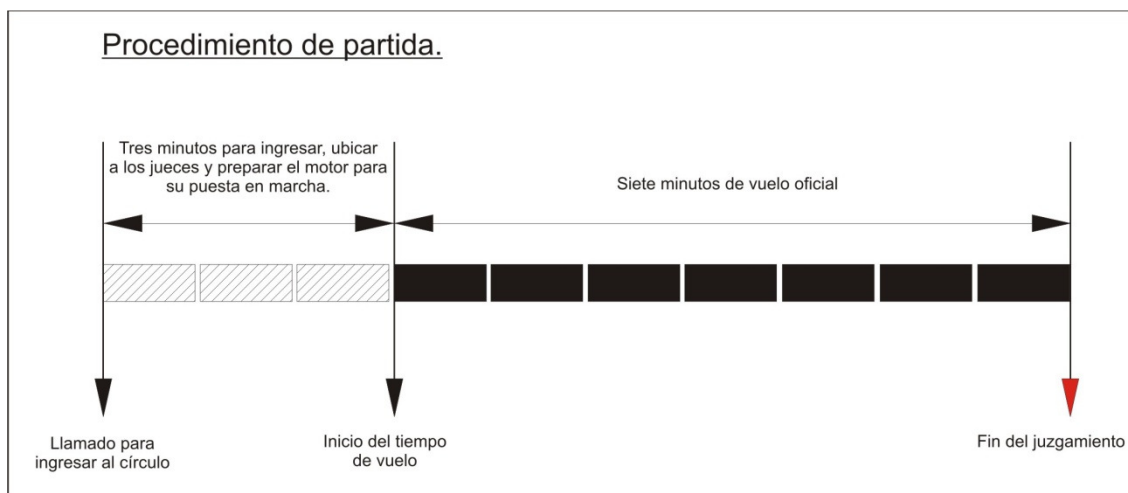 Procedimiento de partida.
Tres minutos para ingresar, ubicar
a los jueces y preparar el motor para
su puesta en marcha.
Siete minutos de vuelo oficial
Llamado para
ingresar al círculo
Inicio del tiempo
de vuelo
Fin del juzgamiento